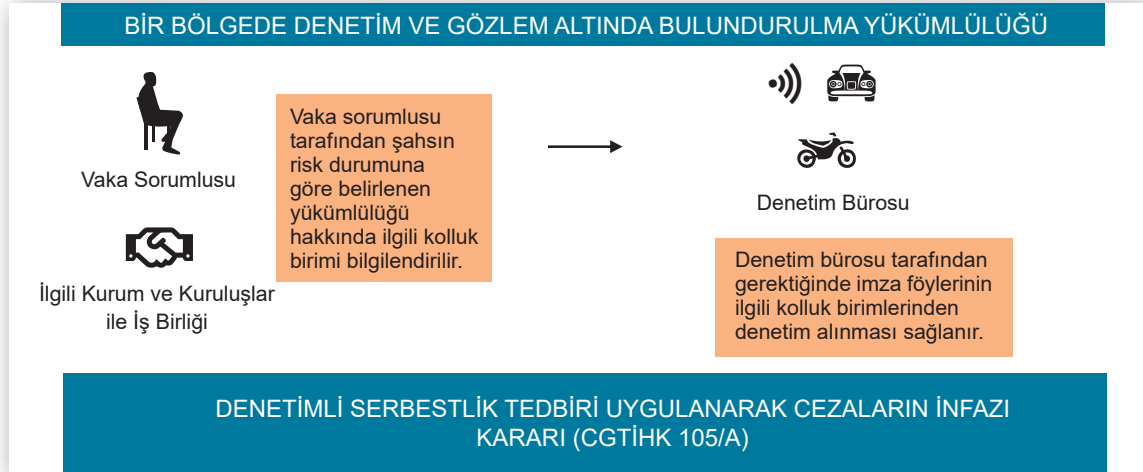 BİR BÖLGEDE DENETİM VE GÖZLEM ALTINDA BULUNDURULMA YÜKÜMLÜLÜĞÜ
Vaka Sorumlusu
İlgili Kurum ve Kuruluşlar
ile İş Birliği
Vaka sorumlusu
tarafından şahsın
risk durumuna
göre belirlenen
yükümlülüğü
hakkında ilgili kolluk
birimi bilgilendirilir.
Denetim Bürosu
Denetim bürosu tarafından
gerektiğinde imza föylerinin
ilgili kolluk birimlerinden
denetim alınması sağlanır.
DENETİMLİ SERBESTLİK TEDBİRİ UYGULANARAK CEZALARIN İNFAZI
KARARI (CGTİHK 105/A)